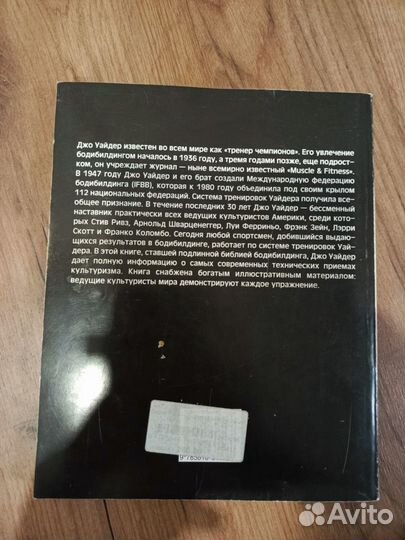 Джо Уайдер известен во всем мире как «тренер чемпионов». Его увлечение
бодибилдингом началось в 1936 году, а тремя годами позже, еще подрост-
ком, он учреждает журнал — ныне всемирно известный «Muscle & Fitness».
В 1947 году Джо Уайдер и его брат создали Международную федерацию
бодибилдинга (IFBB), которая к 1980 году объединила под своим крылом
112 национальных федераций. Система тренировок Уайдера получила все-
общее признание. В течение последних 30 лет Джо Уайдер — бессменный
наставник практически всех ведущих культуристов Америки, среди кото-
рых Стив Ривз, Арнольд Шварценеггер, Луи Ферриньо, Фрэнк Зейн, Лэрри
Скотт и Франко Коломбо. Сегодня любой спортсмен, добившийся выдаю-
щихся результатов в бодибилдинге, работает по системе тренировок Уай-
дера. В этой книге, ставшей подлинной библией бодибилдинга, Джо Уайдер
дает полную информацию о самых современных технических приемах
культуризма. Книга снабжена богатым иллюстративным материалом:
ведущие культуристы мира демонстрируют каждое упражнение.
Avito